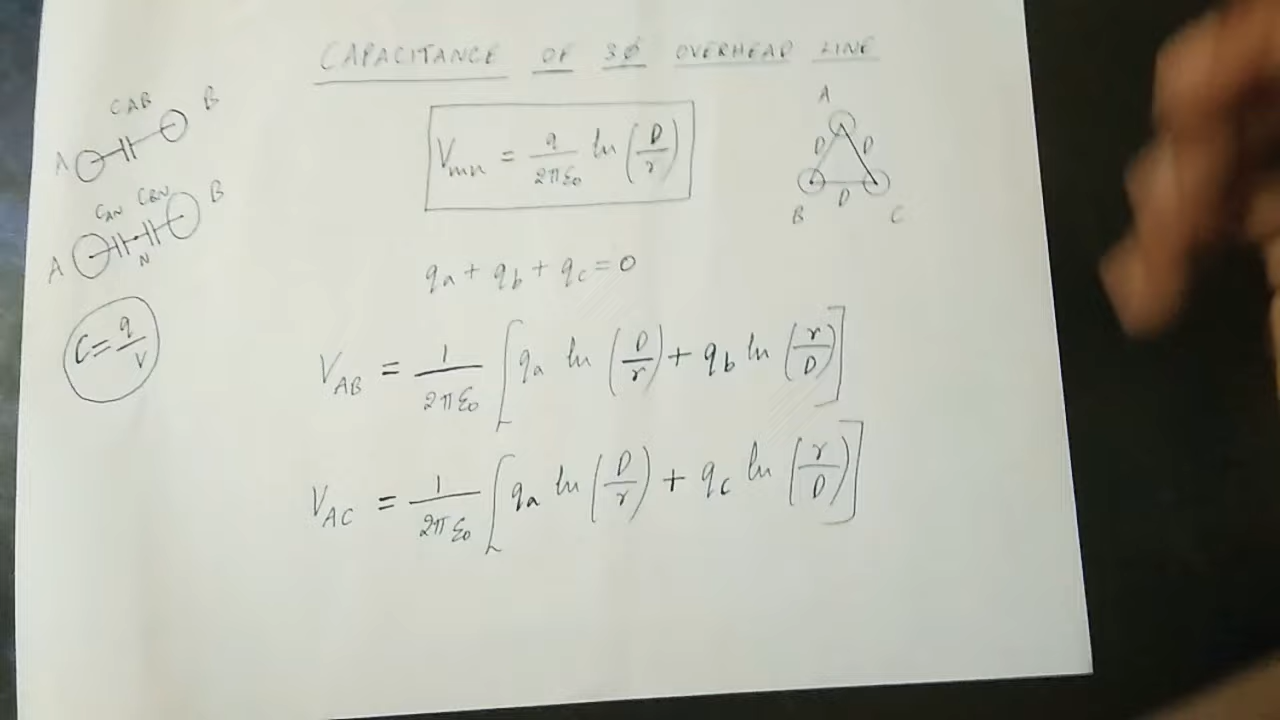 CAPACITANCE OF 3Ø OVERHEAD LINE
CAB
A B
CAN CBN
A N B
C = q/V
Vmn = q/2πε0 ln (D/r)
A
D D
B D C
qa + qb + qc = 0
VAB = 1/2πε0 [qa ln (D/r) + qb ln (r/D)]
VAC = 1/2πε0 [qa ln (D/r) + qc ln (r/D)]